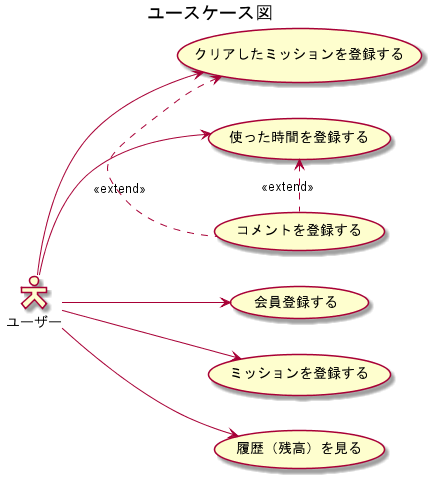 ユースケース図
クリアしたミッションを登録する
使った時間を登録する
«extend»
«extend»
コメントを登録する
会員登録する
ユーザー
ミッションを登録する
履歴（残高）を見る